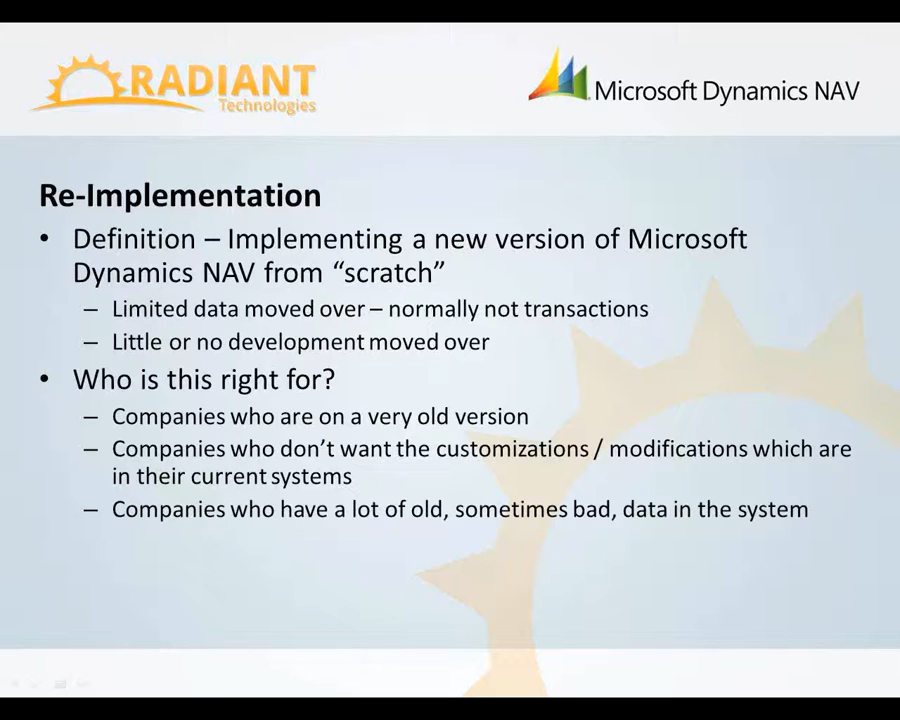 RADIANT
Technologies
Microsoft Dynamics NAV
Re-Implementation
• Definition – Implementing a new version of Microsoft
Dynamics NAV from “scratch”
– Limited data moved over – normally not transactions
– Little or no development moved over
• Who is this right for?
– Companies who are on a very old version
– Companies who don’t want the customizations / modifications which are
in their current systems
– Companies who have a lot of old, sometimes bad, data in the system